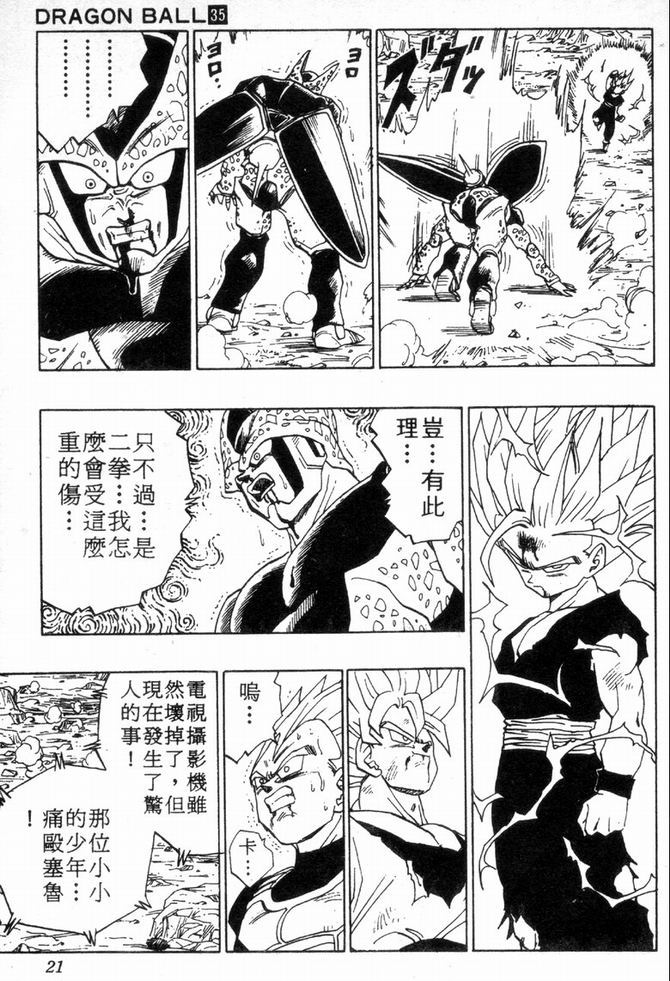 DRAGON BALL 35
ズダッ
ヨロ…
ヨロ
………
………
豈…有此
理…
只不過…是
二拳…我怎
麼會受這麼
重的傷…
嗚…
卡…
電視攝影機雖
然壞掉了，但
現在發生了驚
人的事！
那位小小
的少年…
痛毆塞魯
！
21